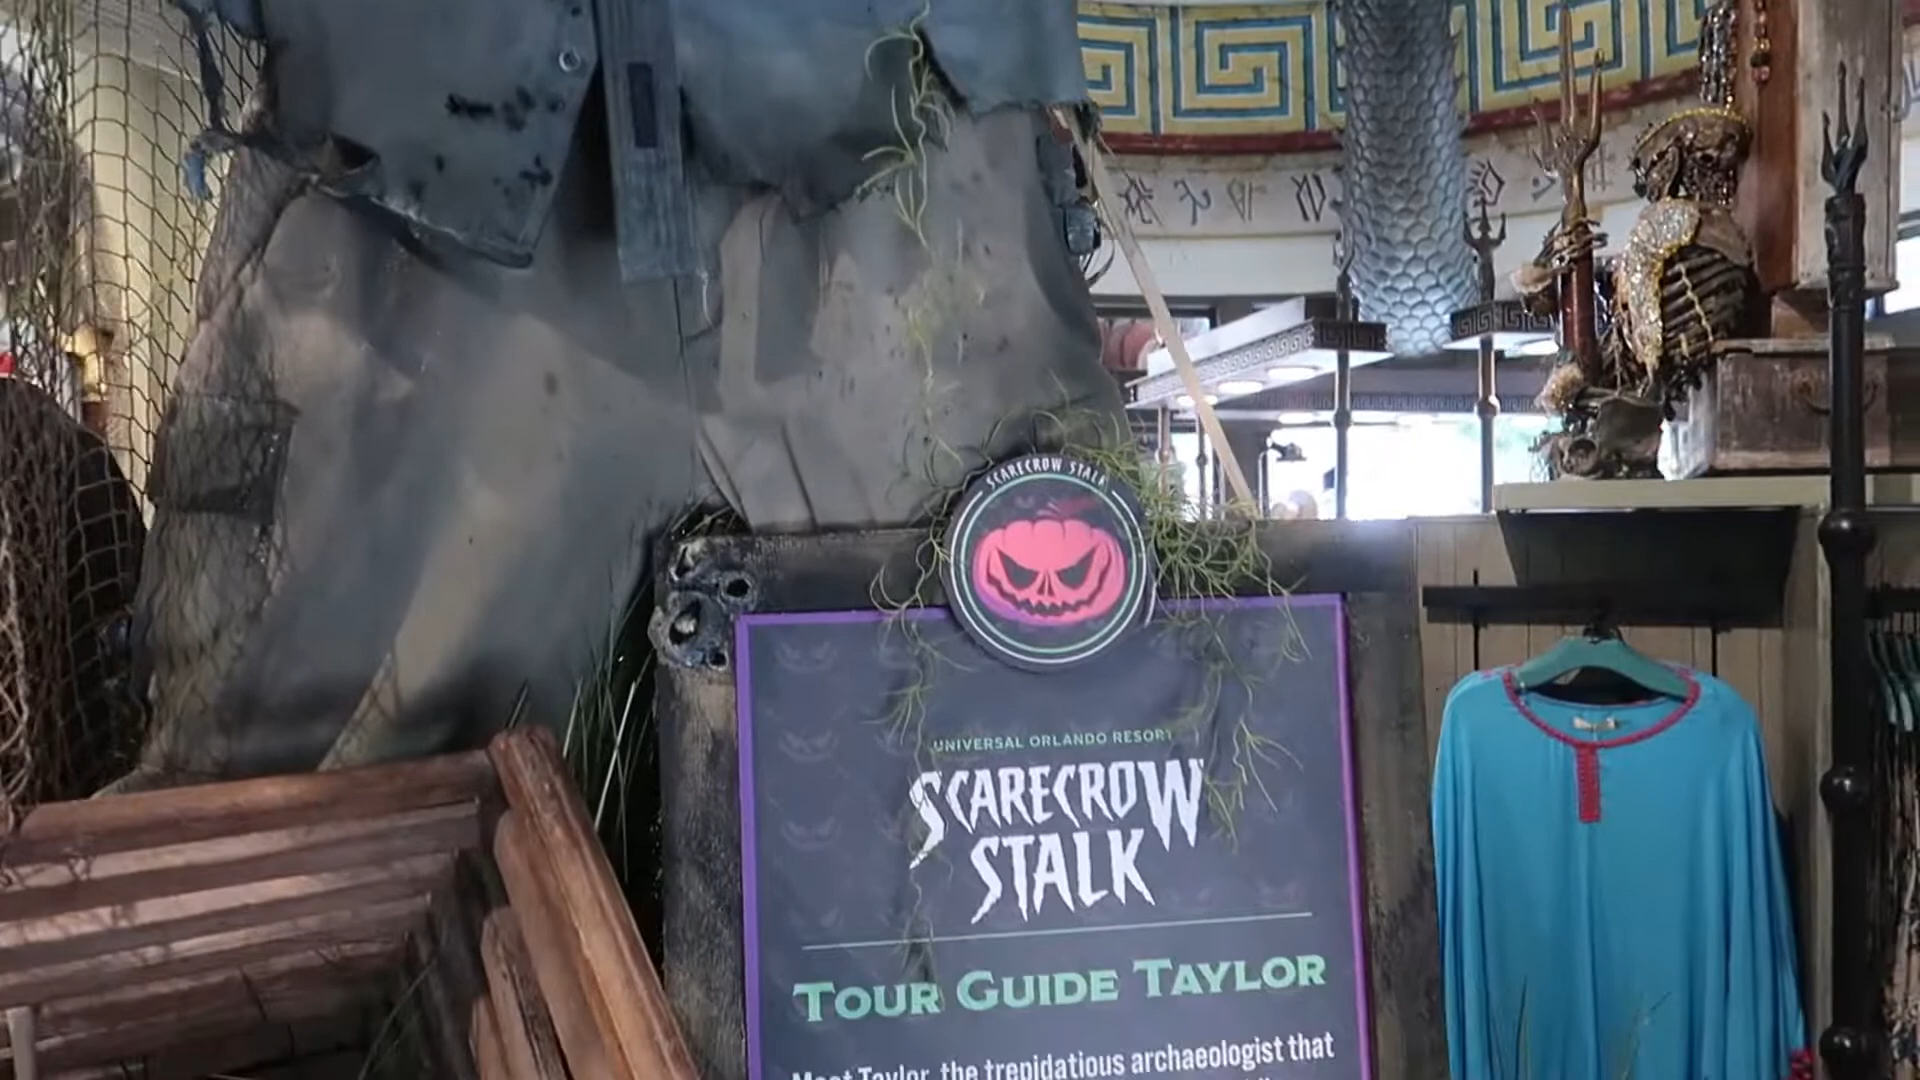 SCARECROW STALK
UNIVERSAL ORLANDO RESORT
SCARECROW
STALK
TOUR GUIDE TAYLOR
Meet Taylor, the trepidatious archaeologist that